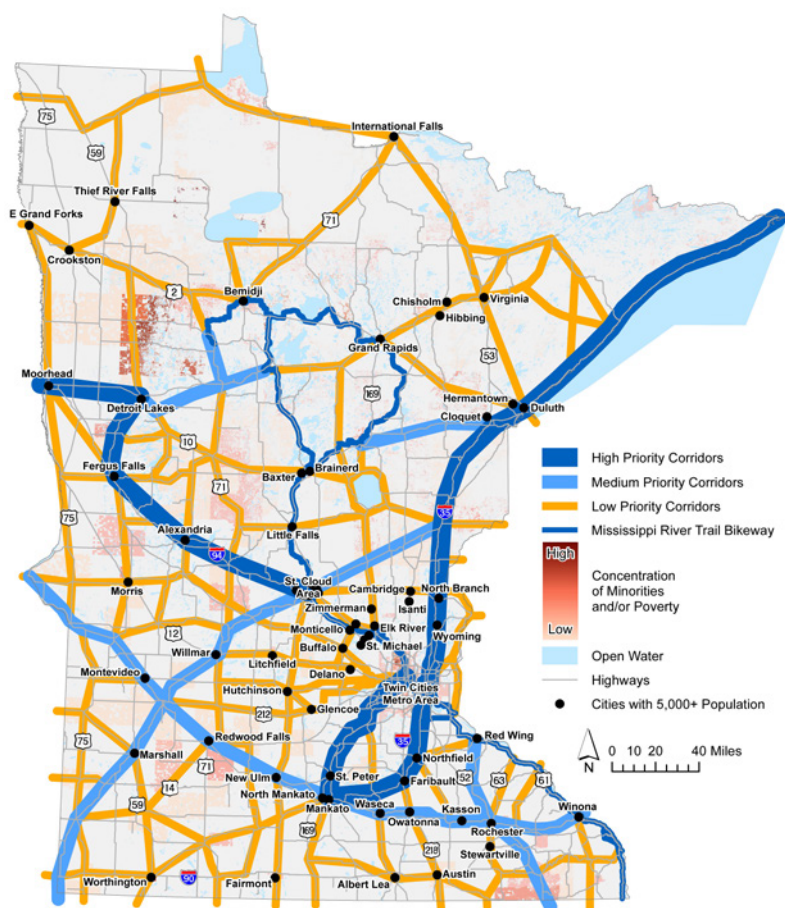 International Falls
75
59
Thief River Falls
71
E Grand Forks
Crookston
2
Bemidji
Chisholm
Virginia
Hibbing
Grand Rapids
53
Moorhead
169
Detroit Lakes
Hermantown
Duluth
Cloquet
10
Fergus Falls
Brainerd
Baxter
71
35
75
Little Falls
Alexandria
94
St. Cloud
Area
Cambridge
North Branch
Morris
Isanti
Zimmerman
Elk River
Monticello
Wyoming
12
Buffalo
St. Michael
Willmar
Litchfield
Delano
Montevideo
Twin Cities
Metro Area
Hutchinson
Glencoe
212
Red Wing
35
75
Redwood Falls
Marshall
71
Northfield
St. Peter
52
63
61
14
New Ulm
Faribault
North Mankato
Kasson
Winona
59
Mankato
Waseca
Owatonna
Rochester
169
Stewartville
218
Worthington
90
Fairmont
Albert Lea
Austin
High Priority Corridors
Medium Priority Corridors
Low Priority Corridors
Mississippi River Trail Bikeway
High
Low
Concentration
of Minorities
and/or Poverty
Open Water
Highways
Cities with 5,000+ Population
N
0 10 20 40 Miles